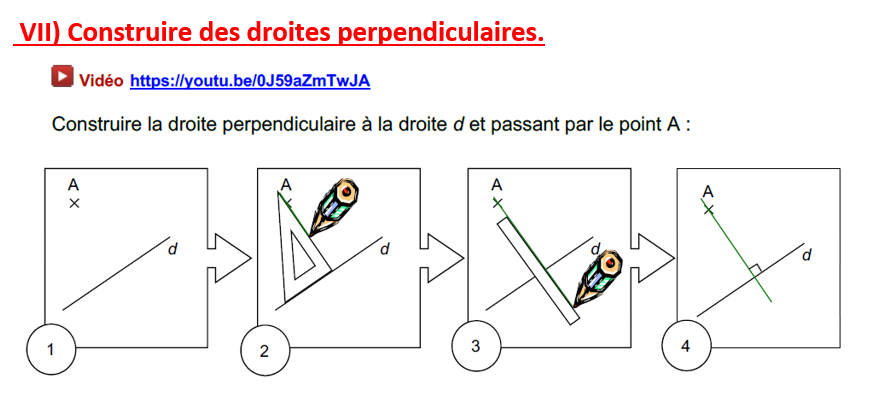 VII) Construire des droites perpendiculaires.
Vidéo https://youtu.be/0J59aZmTwJA
Construire la droite perpendiculaire à la droite d et passant par le point A :
A A A A
d d d d
1 2 3 4